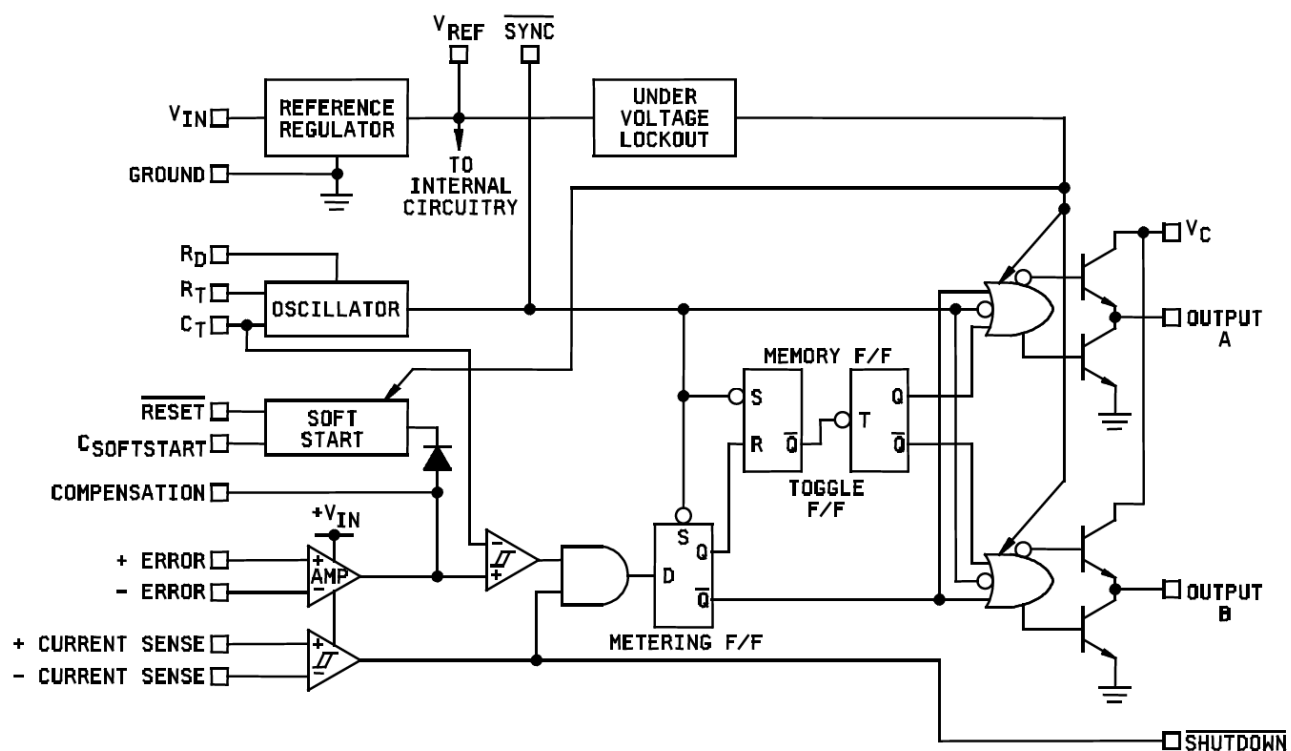 VREF
SYNC
VIN
REFERENCE
REGULATOR
UNDER
VOLTAGE
LOCKOUT
GROUND
TO
INTERNAL
CIRCUITRY
RD
RT
CT
OSCILLATOR
VC
OUTPUT
A
MEMORY F/F
S
R
Q
T
Q
Q
TOGGLE
F/F
RESET
CSOFTSTART
SOFT
START
COMPENSATION
+VIN
+ ERROR
- ERROR
+
AMP
-
-
+
S
D
Q
Q
METERING F/F
OUTPUT
B
+ CURRENT SENSE
- CURRENT SENSE
+
-
SHUTDOWN